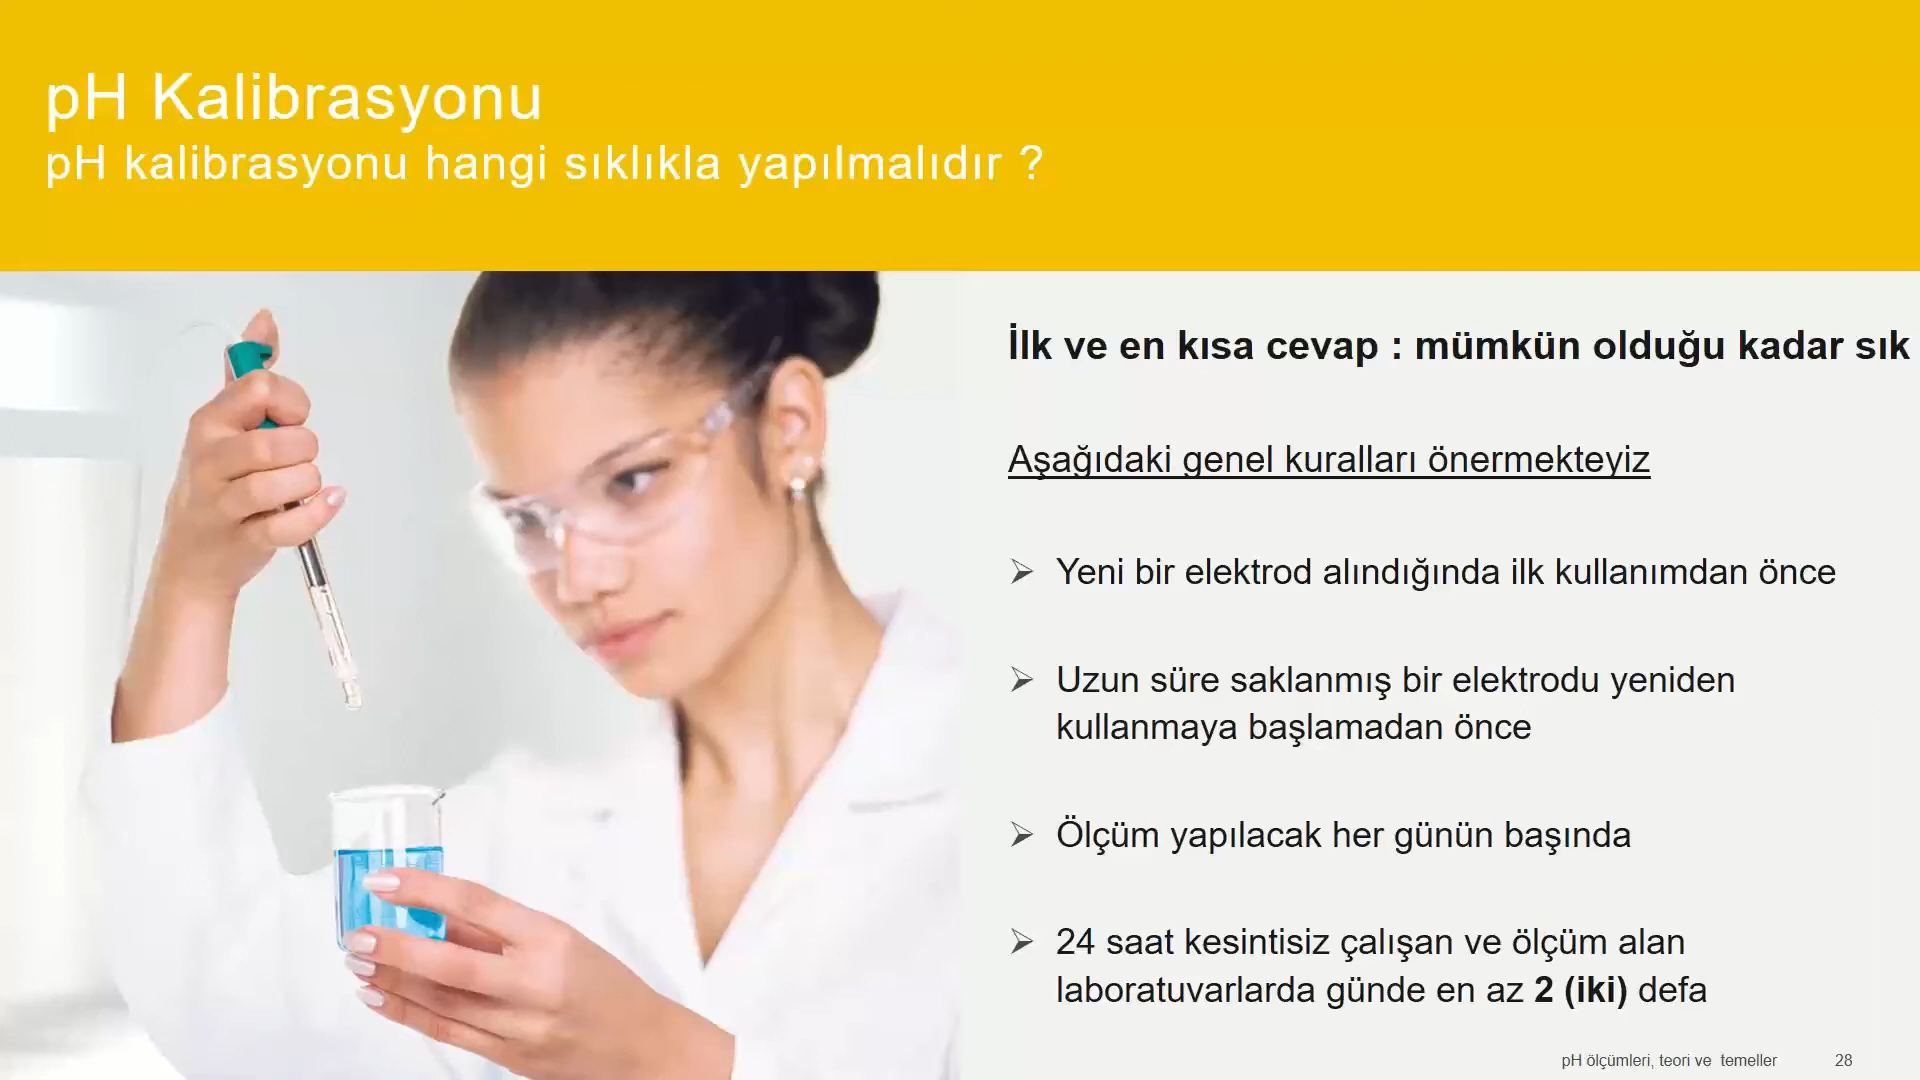 pH Kalibrasyonu
pH kalibrasyonu hangi sıklıkla yapılmalıdır ?
İlk ve en kısa cevap : mümkün olduğu kadar sık
Aşağıdaki genel kuralları önermekteyiz
➢ Yeni bir elektrod alındığında ilk kullanımdan önce
➢ Uzun süre saklanmış bir elektrodu yeniden
kullanmaya başlamadan önce
➢ Ölçüm yapılacak her günün başında
➢ 24 saat kesintisiz çalışan ve ölçüm alan
laboratuvarlarda günde en az 2 (iki) defa
pH ölçümleri, teori ve temeller 28